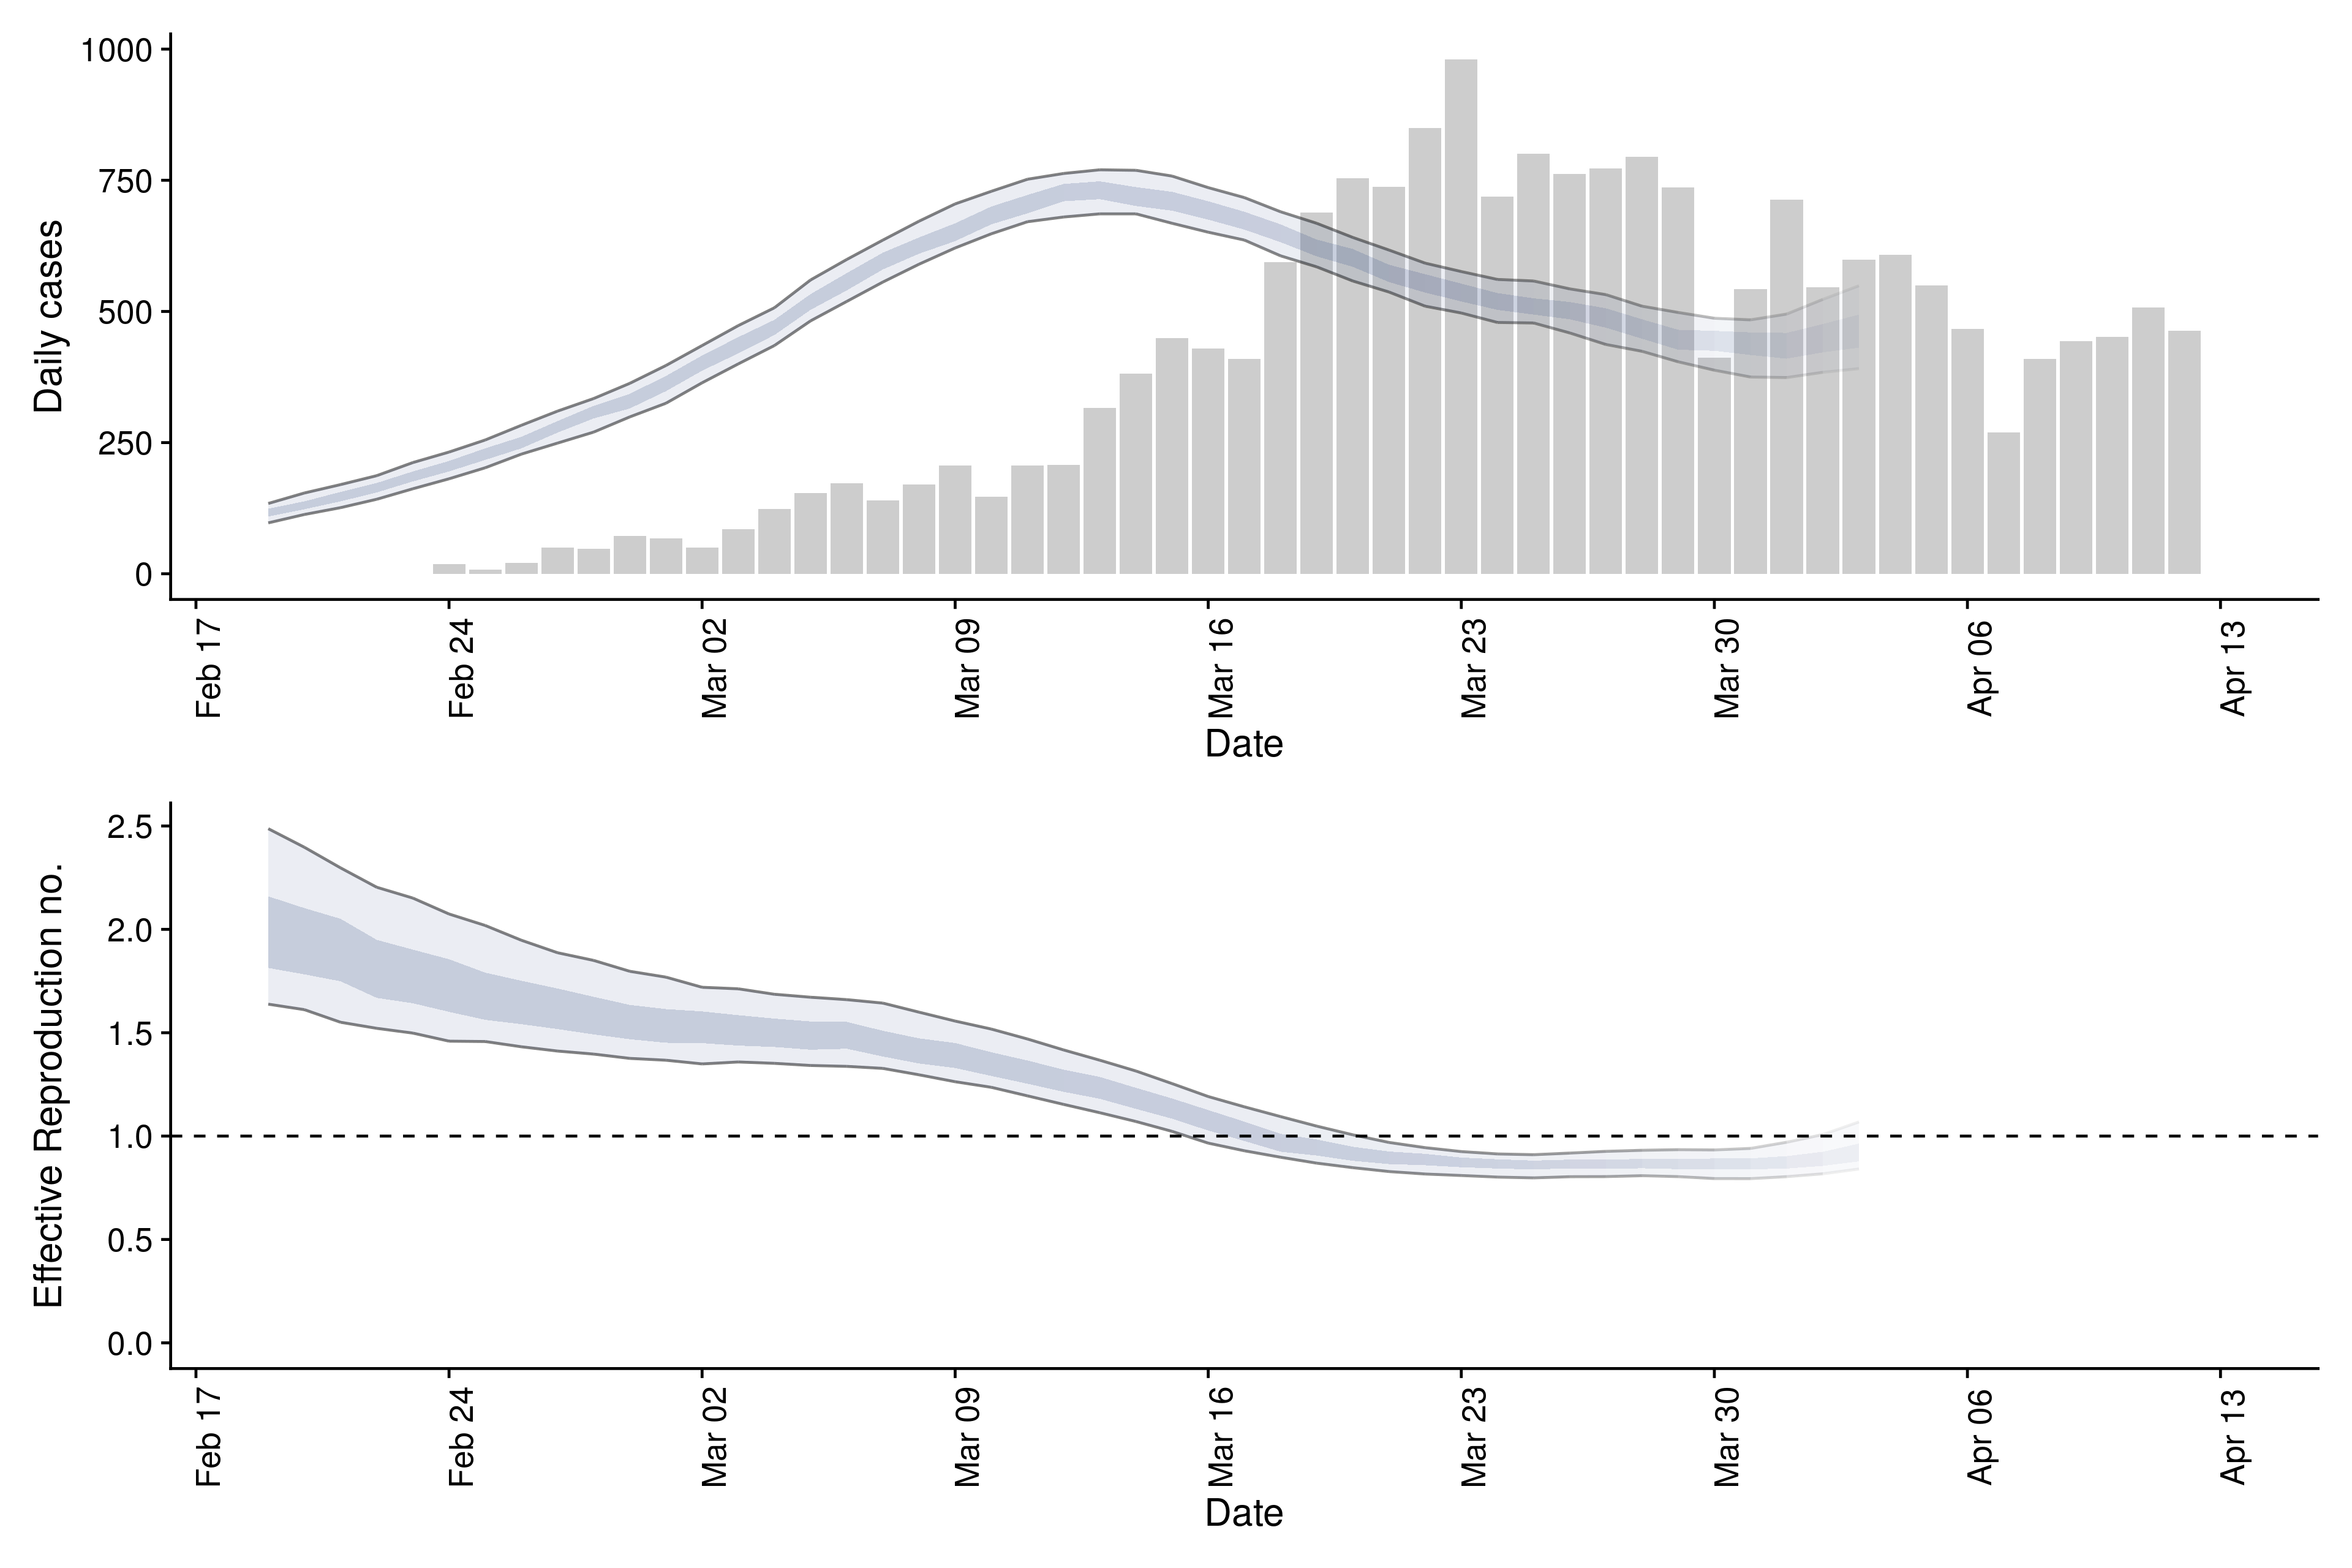 Daily cases
1000
750
500
250
0
Feb 17
Feb 24
Mar 02
Mar 09
Mar 16
Mar 23
Mar 30
Apr 06
Apr 13
Date
Effective Reproduction no.
2.5
2.0
1.5
1.0
0.5
0.0
Feb 17
Feb 24
Mar 02
Mar 09
Mar 16
Mar 23
Mar 30
Apr 06
Apr 13
Date